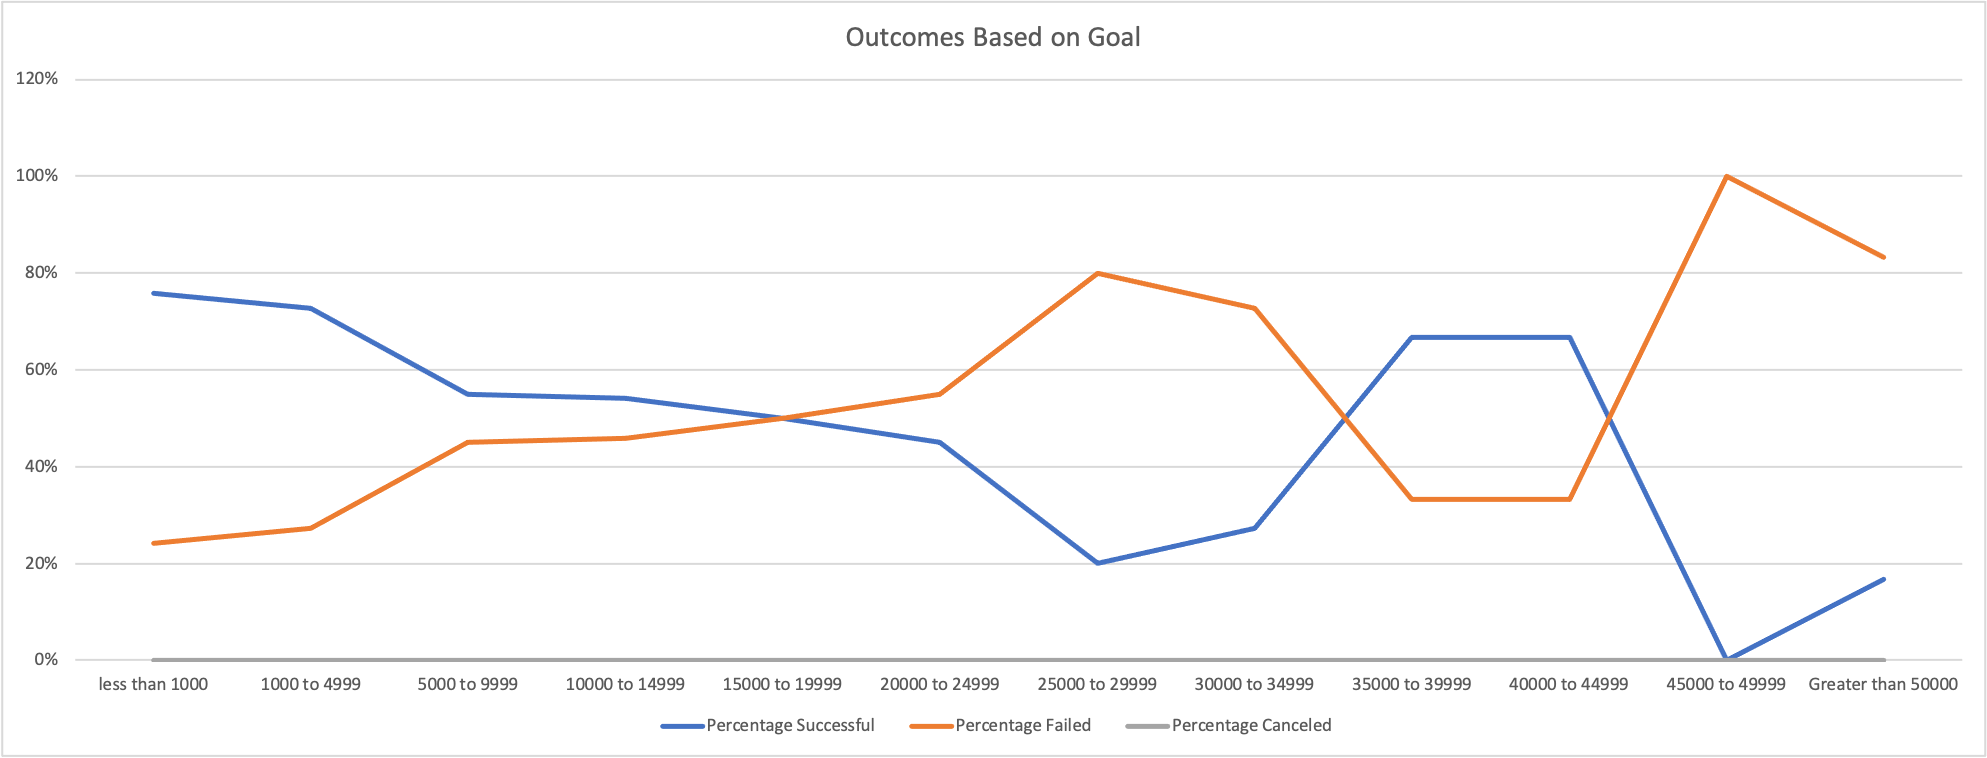 Outcomes Based on Goal
120%
100%
80%
60%
40%
20%
0%
less than 1000 1000 to 4999 5000 to 9999 10000 to 14999 15000 to 19999 20000 to 24999 25000 to 29999 30000 to 34999 35000 to 39999 40000 to 44999 45000 to 49999 Greater than 50000
Percentage Successful Percentage Failed Percentage Canceled